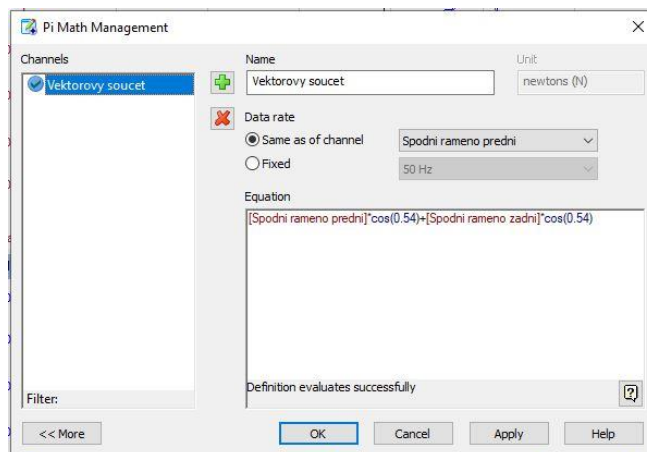 Pi Math Management
Channels
Vektorovy soucet
Filter:
<< More
Name
Unit
Vektorovy soucet
newtons (N)
Data rate
Same as of channel
Spodni rameno predni
Fixed
50 Hz
Equation
[Spodni rameno predni]*cos(0.54)+[Spodni rameno zadni]*cos(0.54)
Definition evaluates successfully
OK
Cancel
Apply
Help